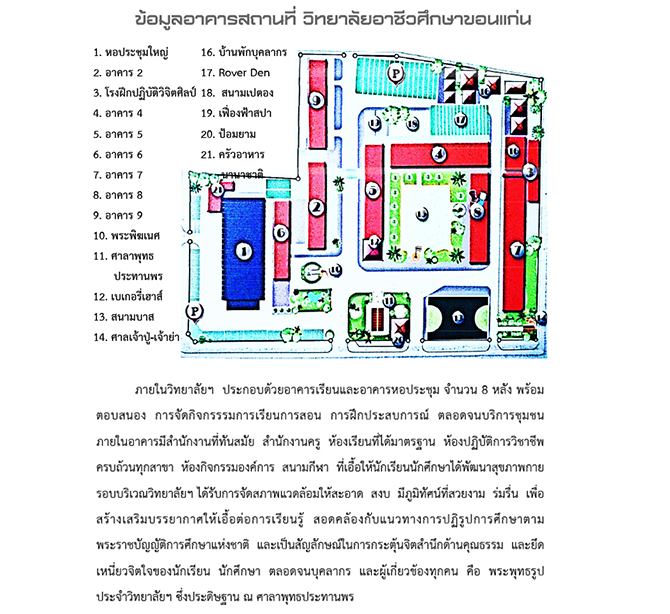 ข้อมูลอาคารสถานที่ วิทยาลัยอาชีวศึกษาขอนแก่น
1. หอประชุมใหญ่
2. อาคาร 2
3. โรงฝึกปฏิบัติวิจิตศิลป์
4. อาคาร 4
5. อาคาร 5
6. อาคาร 6
7. อาคาร 7
8. อาคาร 8
9. อาคาร 9
10. พระพิฆเนศ
11. ศาลาพุทธ
ประทานพร
12. เบเกอรี่เฮาส์
13. สนามบาส
14. ศาลเจ้าปู่-เจ้าย่า
16. บ้านพักบุคลากร
17. Rover Den
18. สนามเปตอง
19. เฟื่องฟ้าสปา
20. ป้อมยาม
21. ครัวอาหาร
นานาชาติ
P
9
4
17
5
2
8
3
7
6
1
21
P
11
ภายในวิทยาลัยฯ ประกอบด้วยอาคารเรียนและอาคารหอประชุม จำนวน 8 หลัง พร้อม
ตอบสนอง การจัดกิจกรรรมการเรียนการสอน การฝึกประสบการณ์ ตลอดจนบริการชุมชน
ภายในอาคารมีสำนักงานที่ทันสมัย สำนักงานครู ห้องเรียนที่ได้มาตรฐาน ห้องปฏิบัติการวิชาชีพ
ครบถ้วนทุกสาขา ห้องกิจกรรมองค์การ สนามกีฬา ที่เอื้อให้นักเรียนนักศึกษาได้พัฒนาสุขภาพกาย
รอบบริเวณวิทยาลัยฯ ได้รับการจัดสภาพแวดล้อมให้สะอาด สงบ มีภูมิทัศน์ที่สวยงาม ร่มรื่น เพื่อ
สร้างเสริมบรรยากาศให้เอื้อต่อการเรียนรู้ สอดคล้องกับแนวทางการปฏิรูปการศึกษาตาม
พระราชบัญญัติการศึกษาแห่งชาติ และเป็นสัญลักษณ์ในการกระตุ้นจิตสำนึกด้านคุณธรรม และยึด
เหนี่ยวจิตใจของนักเรียน นักศึกษา ตลอดจนบุคลากร และผู้เกี่ยวข้องทุกคน คือ พระพุทธรูป
ประจำวิทยาลัยฯ ซึ่งประดิษฐาน ณ ศาลาพุทธประทานพร